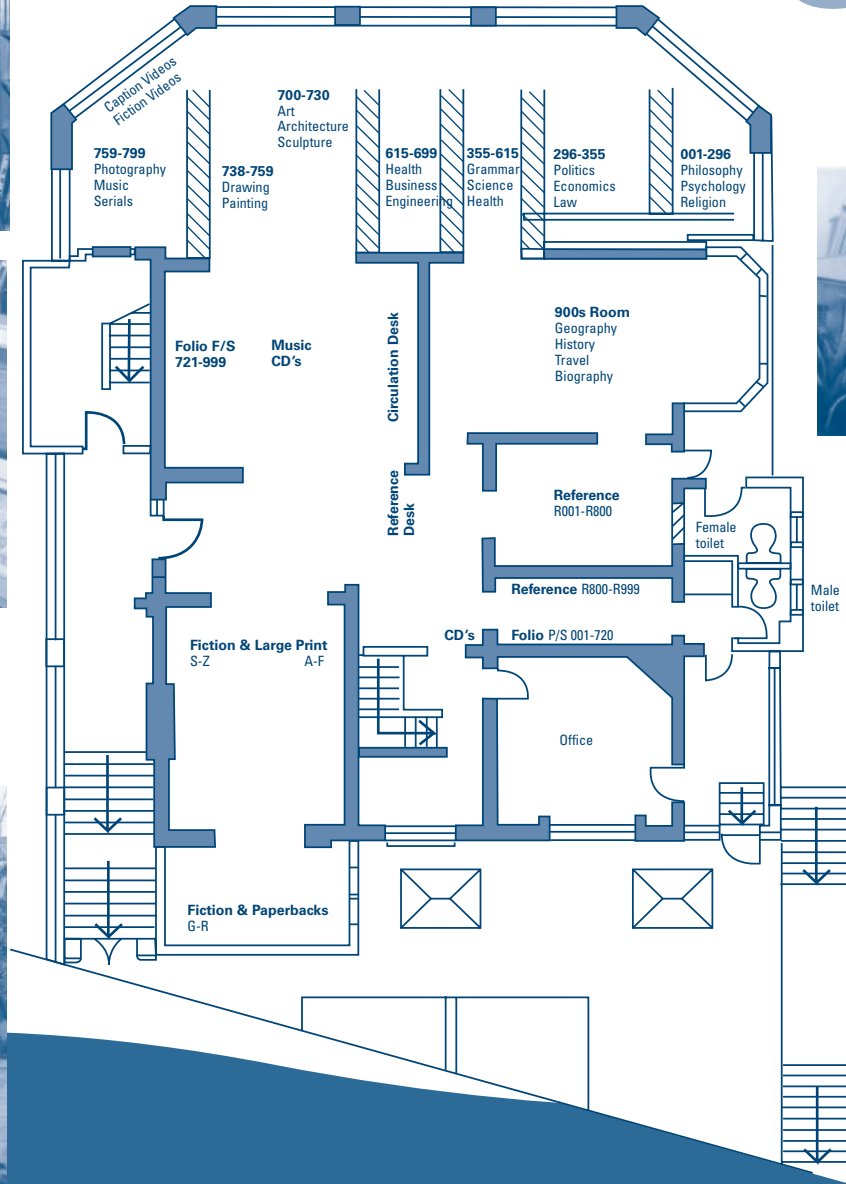 Caption Videos
Fiction Videos
759-799
Photography
Music
Serials
738-759
Drawing
Painting
700-730
Art
Architecture
Sculpture
615-699
Health
Business
Engineering
355-615
Grammar
Science
Health
296-355
Politics
Economics
Law
001-296
Philosophy
Psychology
Religion
Folio F/S
721-999
Music
CD's
Circulation Desk
900s Room
Geography
History
Travel
Biography
Reference
Desk
Reference
R001-R800
Female
toilet
Male
toilet
Reference R800-R999
CD's
Folio P/S 001-720
Fiction & Large Print
S-Z A-F
Office
Fiction & Paperbacks
G-R